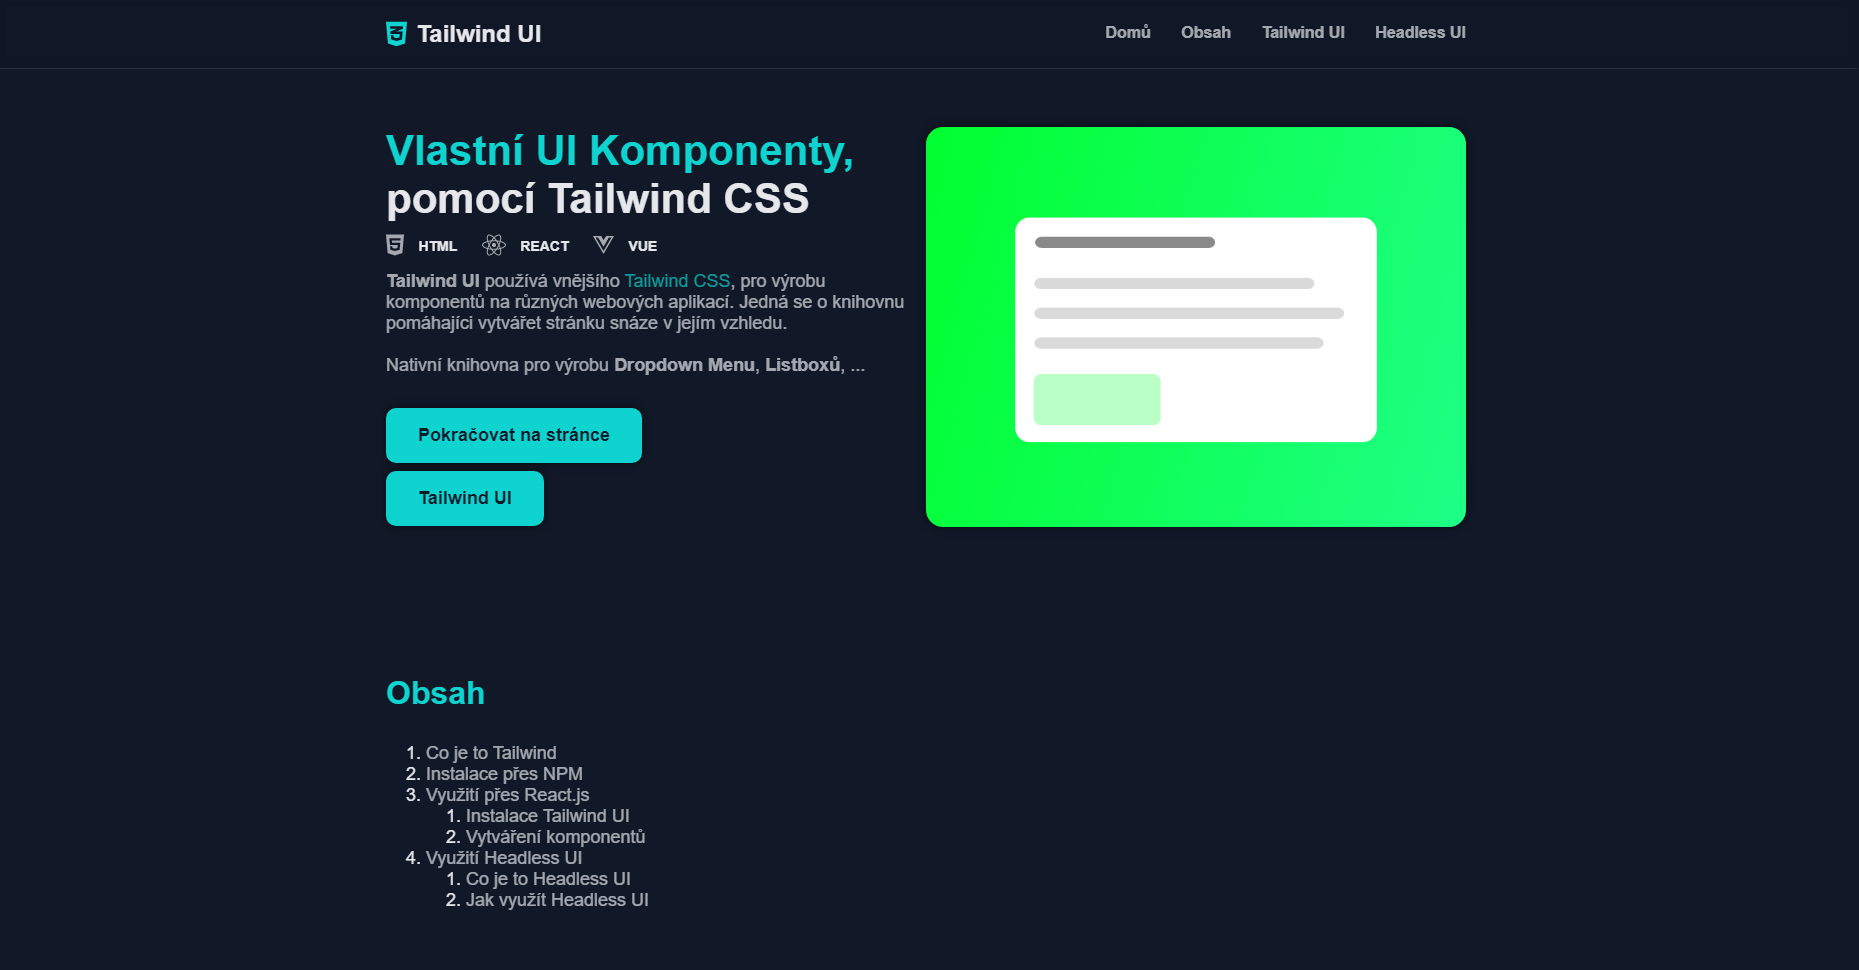 Tailwind UI
Domů Obsah Tailwind UI Headless UI
Vlastní UI Komponenty,
pomocí Tailwind CSS
HTML REACT VUE
Tailwind UI používá vnějšího Tailwind CSS, pro výrobu
komponentů na různých webových aplikací. Jedná se o knihovnu
pomáhajíci vytvářet stránku snáze v jejím vzhledu.
Nativní knihovna pro výrobu Dropdown Menu, Listboxů, ...
Pokračovat na stránce
Tailwind UI
Obsah
1. Co je to Tailwind
2. Instalace přes NPM
3. Využití přes React.js
1. Instalace Tailwind UI
2. Vytváření komponentů
4. Využití Headless UI
1. Co je to Headless UI
2. Jak využít Headless UI